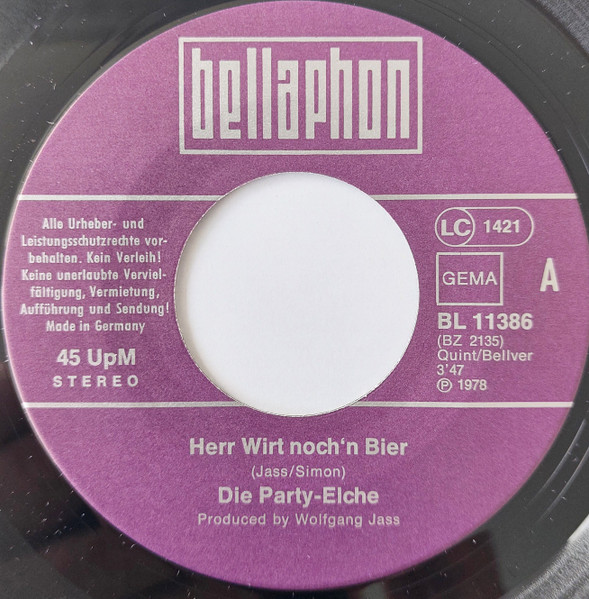 bellaphon
Alle Urheber- und
Leistungsschutzrechte vor-
behalten. Kein Verleih!
Keine unerlaubte Verviel-
fältigung, Vermietung,
Aufführung und Sendung!
Made in Germany
45 UpM
STEREO
LC 1421
GEMA
A
BL 11386
(BZ 2135)
Quint/Bellver
3'47
Ⓟ 1978
Herr Wirt noch'n Bier
(Jass/Simon)
Die Party-Elche
Produced by Wolfgang Jass